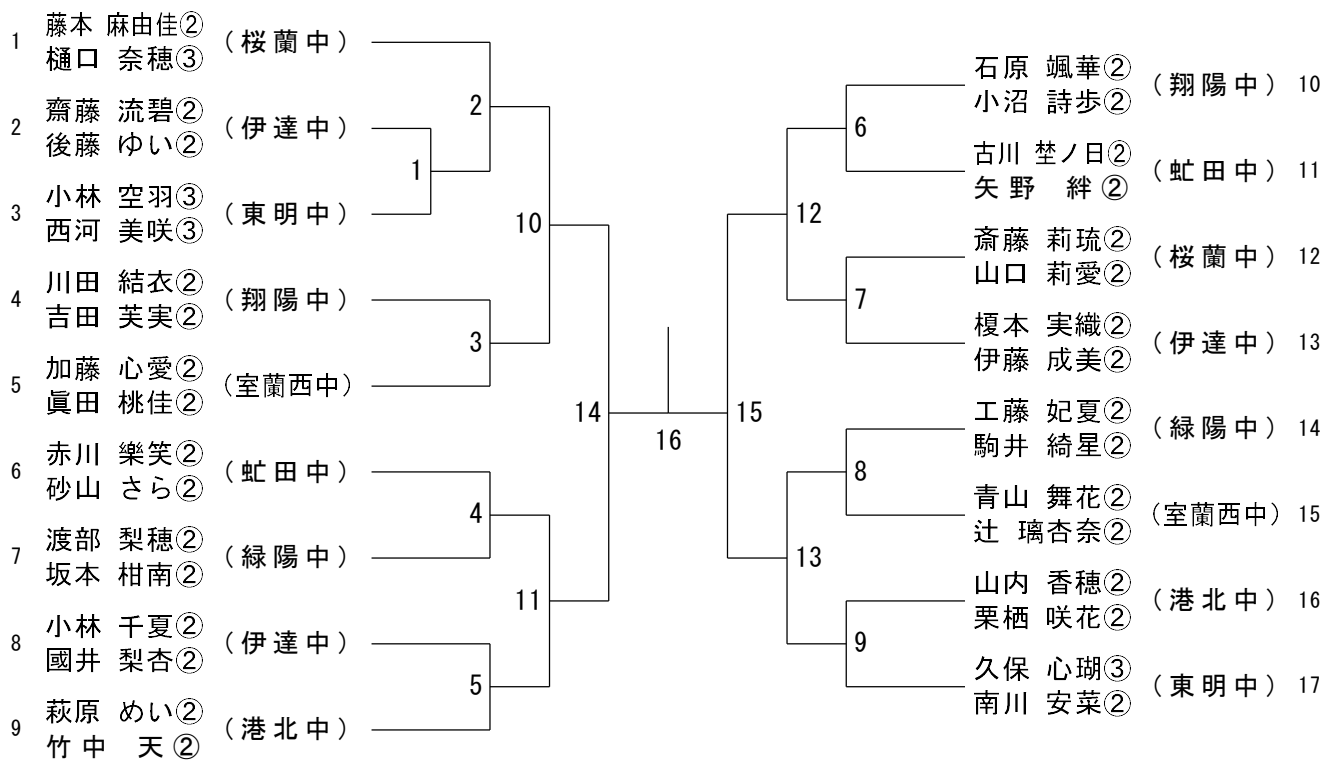 1 藤本 麻由佳② (桜蘭中)
樋口 奈穂③
2 齋藤 流碧② (伊達中)
後藤 ゆい②
3 小林 空羽③ (東明中)
西河 美咲③
4 川田 結衣② (翔陽中)
吉田 芙実②
5 加藤 心愛② (室蘭西中)
眞田 桃佳②
6 赤川 樂笑② (虻田中)
砂山 さら②
7 渡部 梨穂② (緑陽中)
坂本 柑南②
8 小林 千夏② (伊達中)
國井 梨杏②
9 萩原 めい② (港北中)
竹中 天②
1
2
3
4
5
10
11
14
16
15
12
13
6
7
8
9
石原 颯華② (翔陽中) 10
小沼 詩歩②
古川 埜ノ日② (虻田中) 11
矢野 絆②
斎藤 莉琉② (桜蘭中) 12
山口 莉愛②
榎本 実織② (伊達中) 13
伊藤 成美②
工藤 妃夏② (緑陽中) 14
駒井 綺星②
青山 舞花② (室蘭西中) 15
辻 璃杏奈②
山内 香穂② (港北中) 16
栗栖 咲花②
久保 心瑚③ (東明中) 17
南川 安菜②